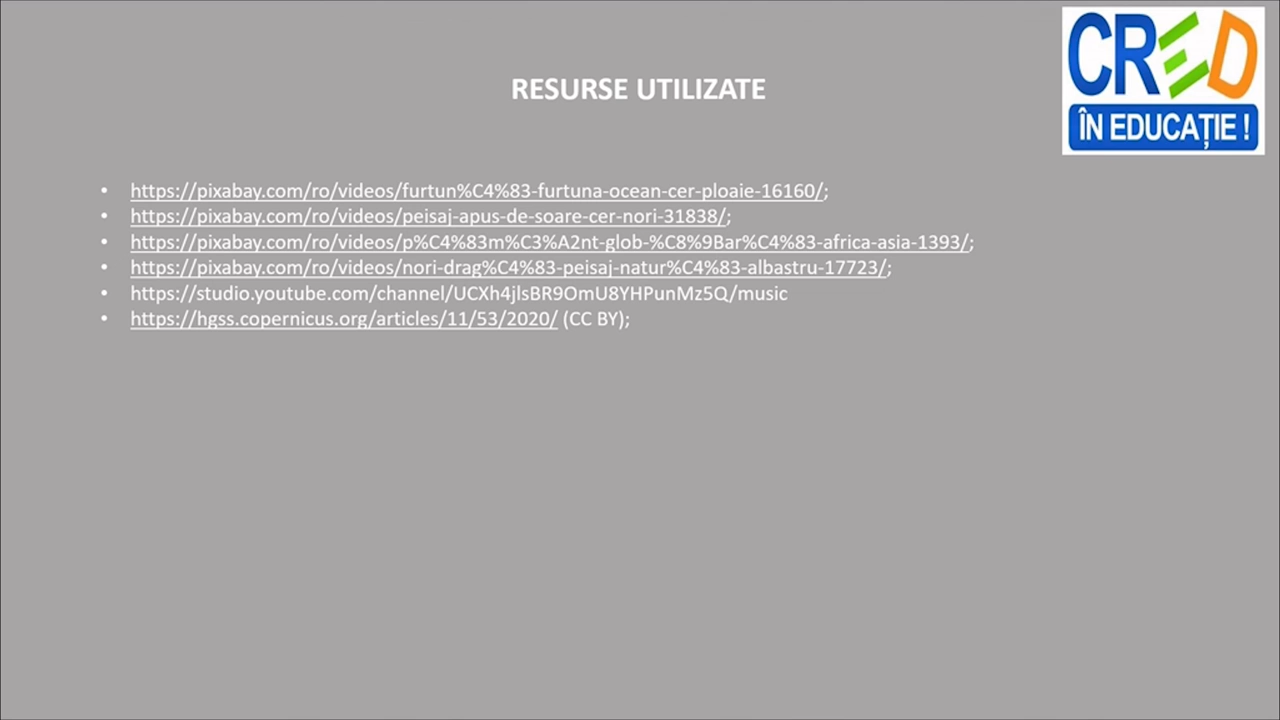 CRED
ÎN EDUCAȚIE !
RESURSE UTILIZATE
• https://pixabay.com/ro/videos/furtun%C4%83-furtuna-ocean-cer-ploaie-16160/;
• https://pixabay.com/ro/videos/peisaj-apus-de-soare-cer-nori-31838/;
• https://pixabay.com/ro/videos/p%C4%83m%C3%A2nt-glob-%C8%9Bar%C4%83-africa-asia-1393/;
• https://pixabay.com/ro/videos/nori-drag%C4%83-peisaj-natur%C4%83-albastru-17723/;
• https://studio.youtube.com/channel/UCXh4jlsBR9OmU8YHPunMz5Q/music
• https://hgss.copernicus.org/articles/11/53/2020/ (CC BY);